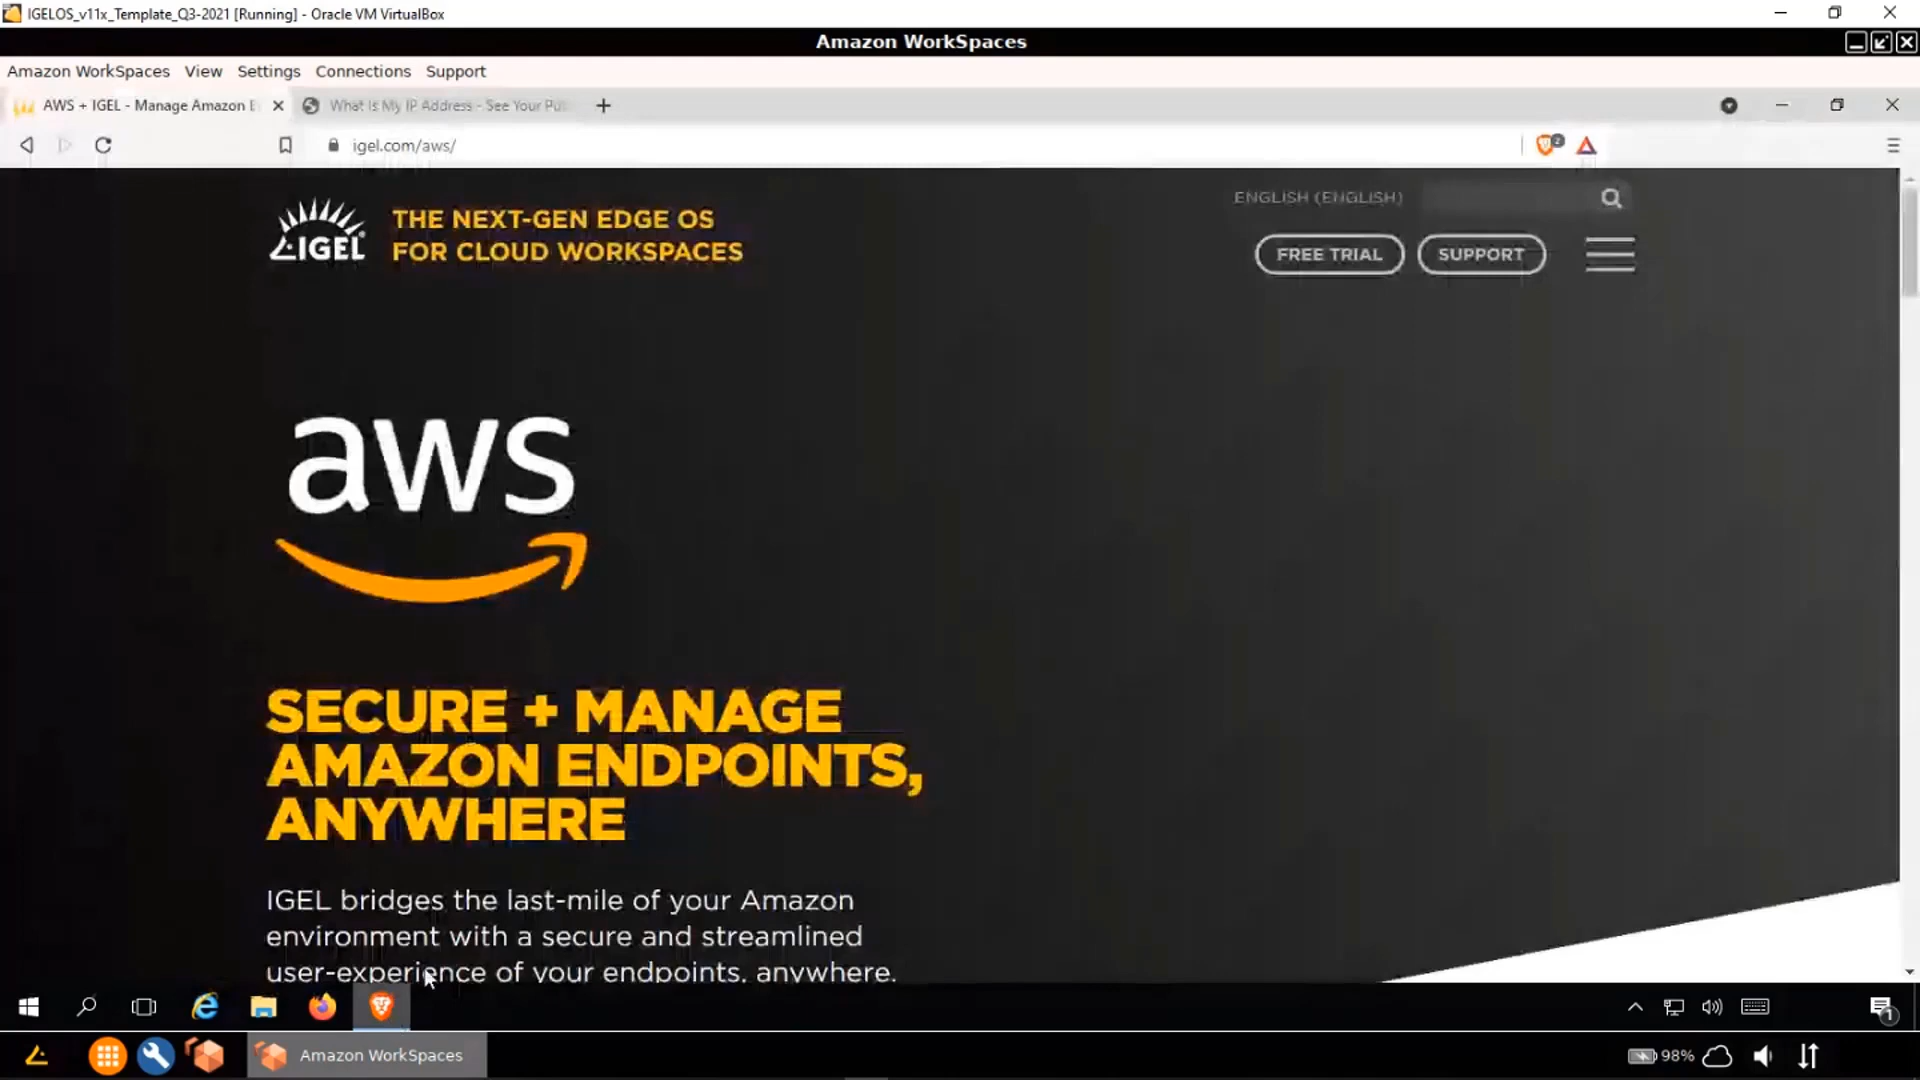 IGELOS_v11x_Template_Q3-2021 [Running] - Oracle VM VirtualBox
Amazon WorkSpaces
Amazon WorkSpaces View Settings Connections Support
AWS + IGEL - Manage Amazon E
What Is My IP Address - See Your Pu
igel.com/aws/
2
IGEL
THE NEXT-GEN EDGE OS
FOR CLOUD WORKSPACES
ENGLISH (ENGLISH)
FREE TRIAL
SUPPORT
aws
SECURE + MANAGE
AMAZON ENDPOINTS,
ANYWHERE
IGEL bridges the last-mile of your Amazon
environment with a secure and streamlined
user-experience of your endpoints, anywhere.
1
Amazon WorkSpaces
98%